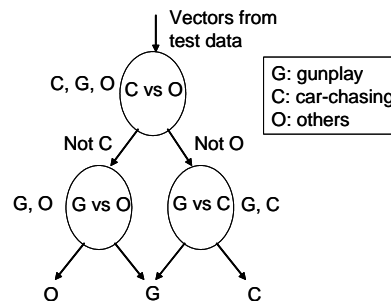 Vectors from
test data
C, G, O
C vs O
G: gunplay
C: car-chasing
O: others
Not C
Not O
G, O
G vs O
G vs C
G, C
O
G
C